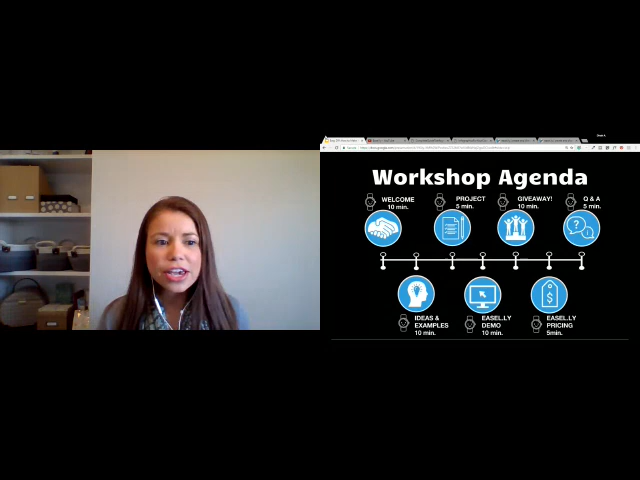 Workshop Agenda
WELCOME
10 min.
PROJECT
5 min.
GIVEAWAY!
10 min.
Q & A
5 min.
IDEAS &
EXAMPLES
10 min.
EASEL.LY
DEMO
10 min.
EASEL.LY
PRICING
5min.